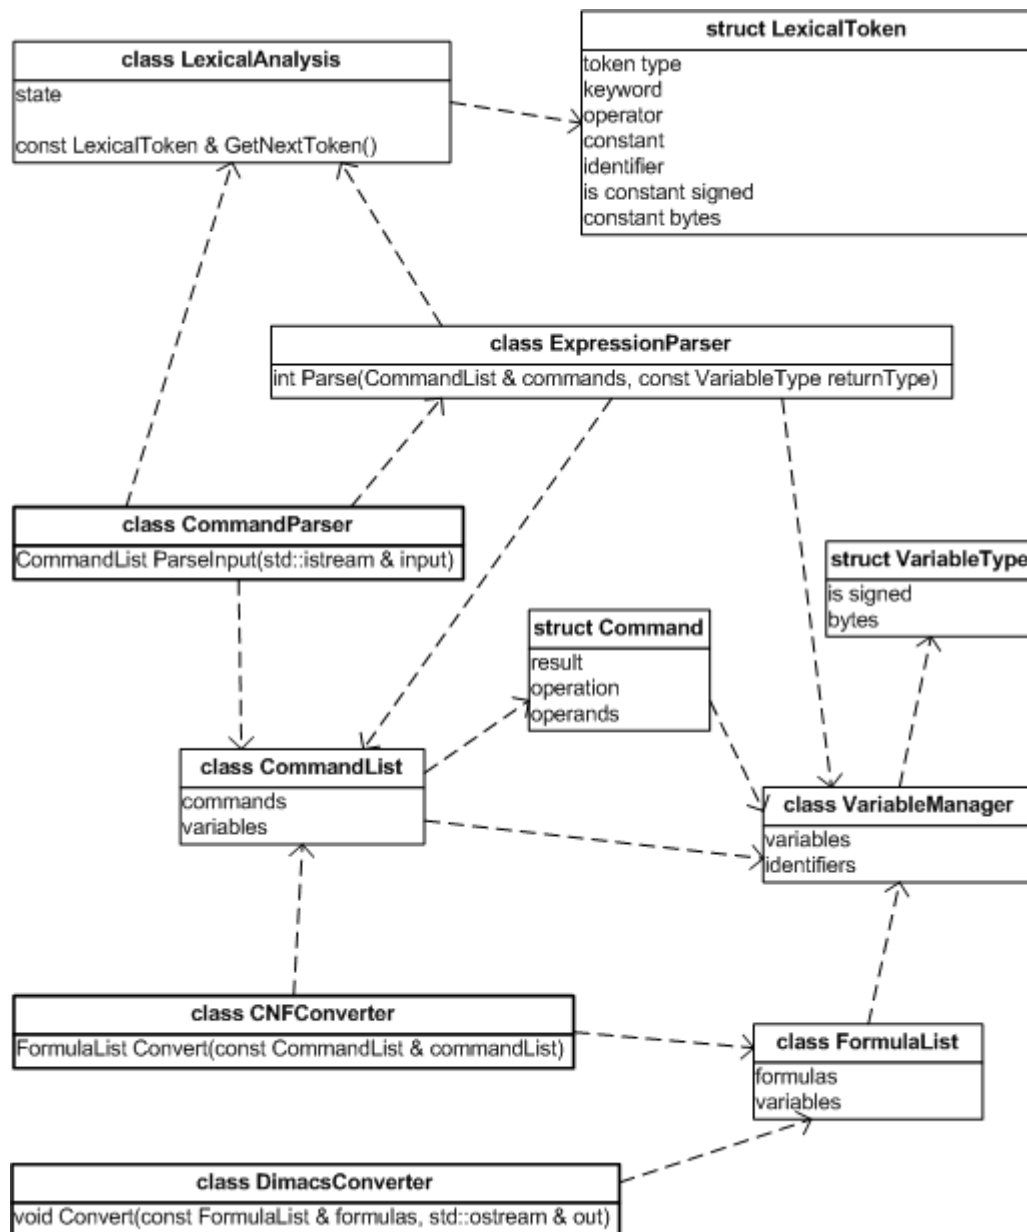 class LexicalAnalysis
state
const LexicalToken & GetNextToken()
struct LexicalToken
token type
keyword
operator
constant
identifier
is constant signed
constant bytes
class ExpressionParser
int Parse(CommandList & commands, const VariableType returnType)
class CommandParser
CommandList ParseInput(std::istream & input)
struct VariableType
is signed
bytes
struct Command
result
operation
operands
class CommandList
commands
variables
class VariableManager
variables
identifiers
class CNFConverter
FormulaList Convert(const CommandList & commandList)
class FormulaList
formulas
variables
class DimacsConverter
void Convert(const FormulaList & formulas, std::ostream & out)